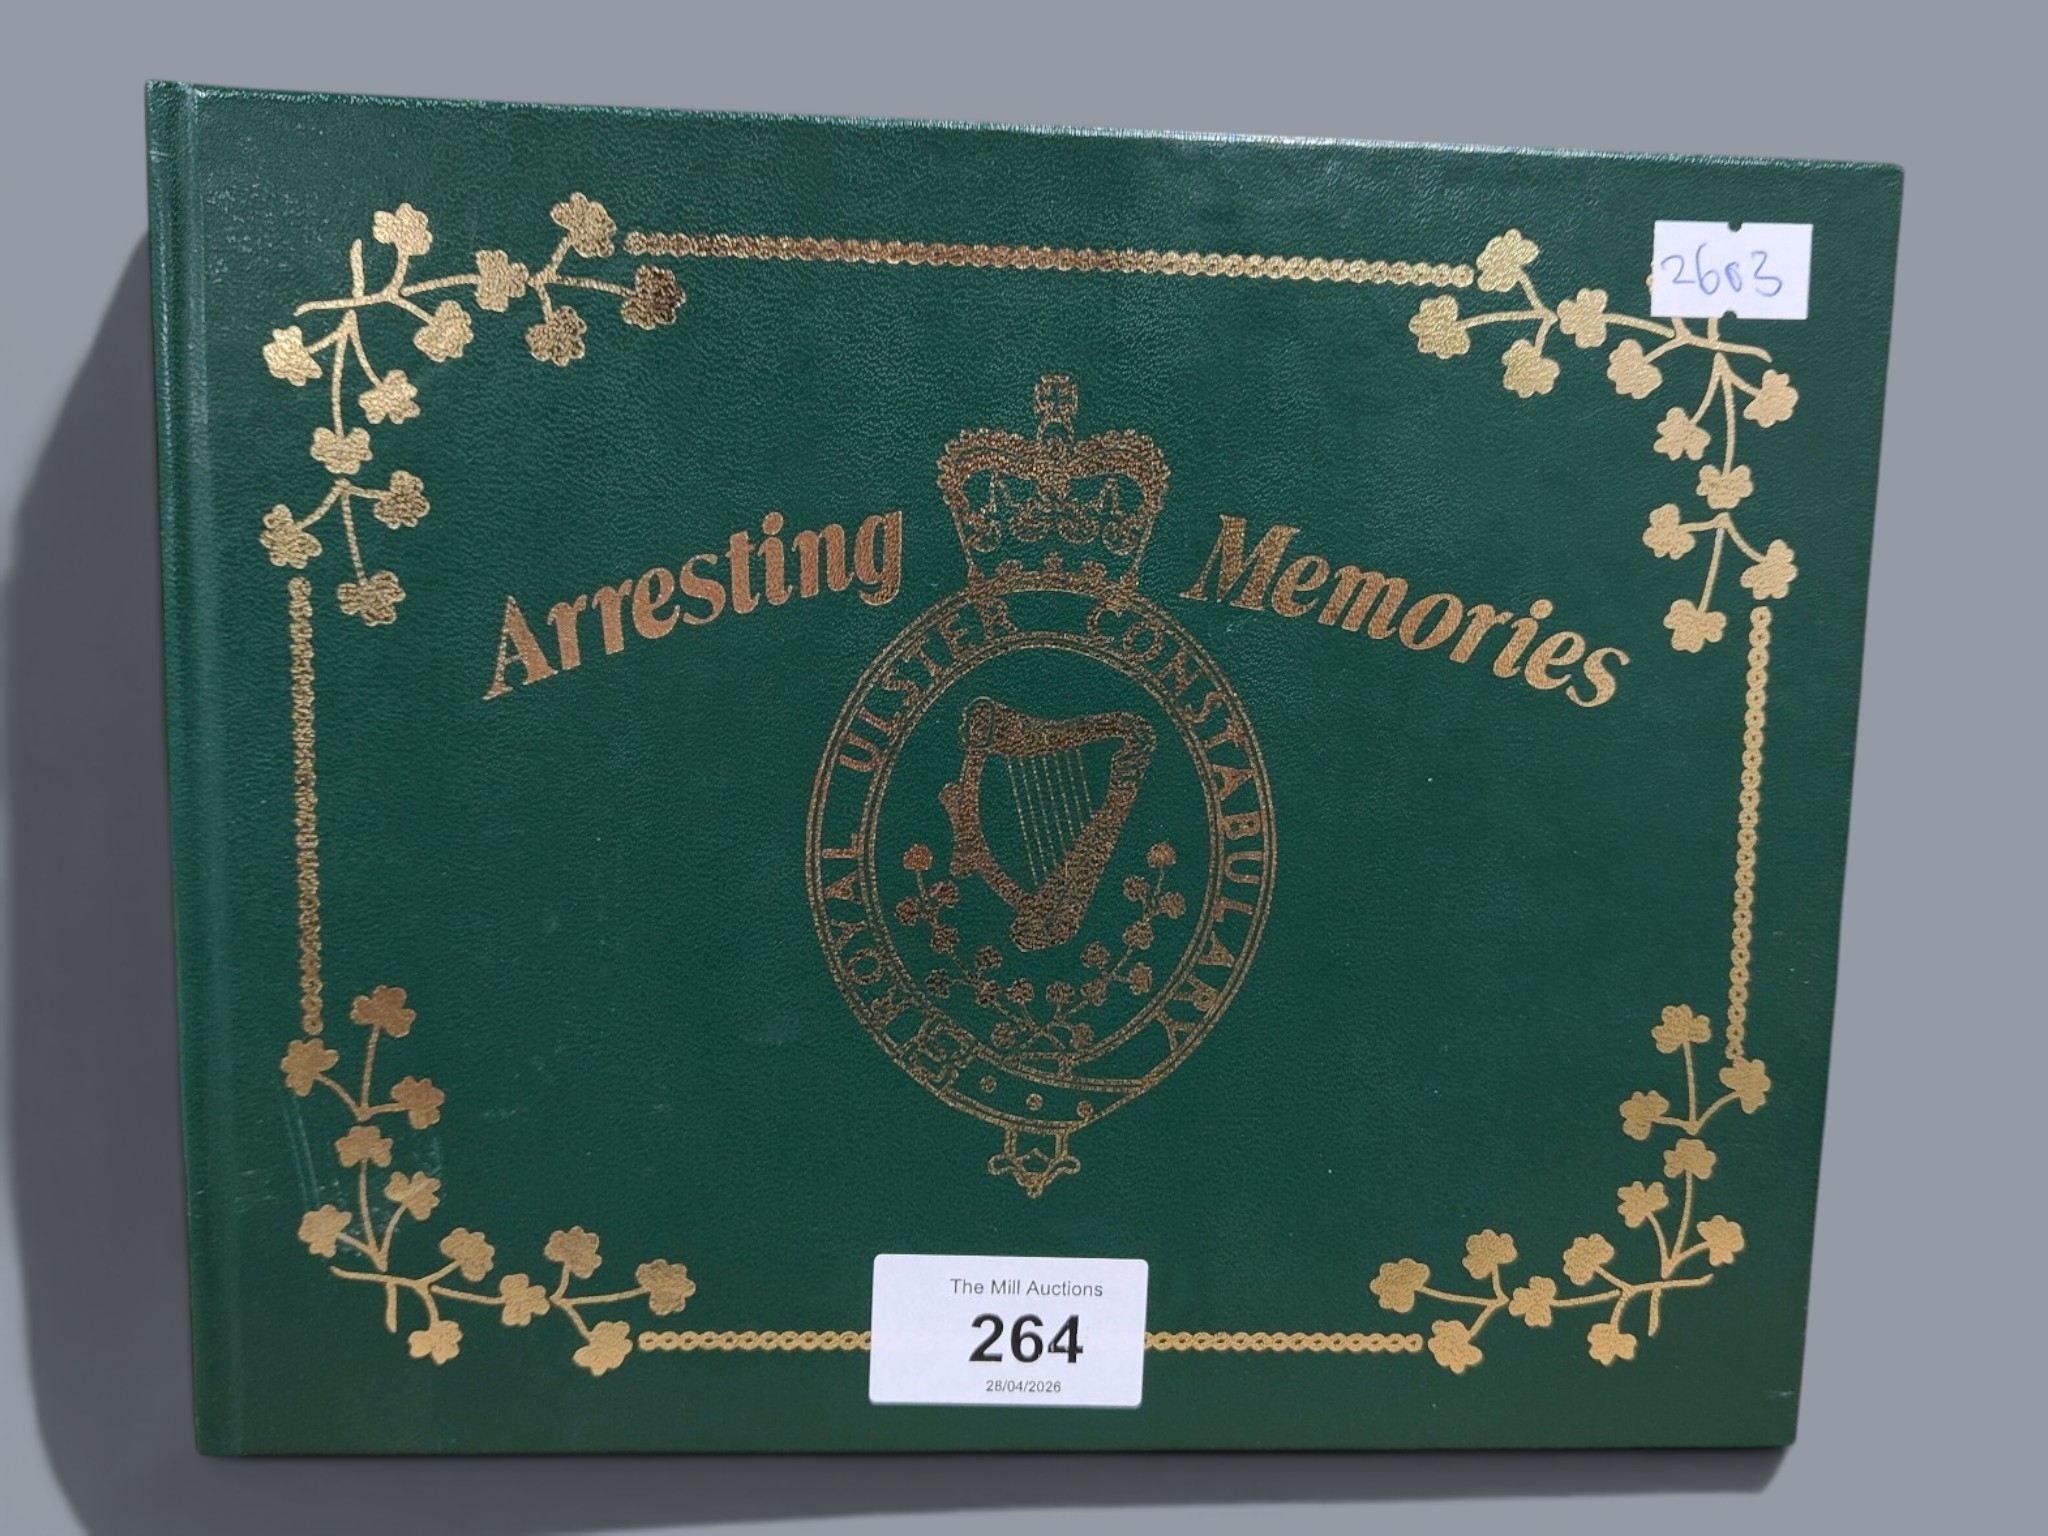 2603
Arresting Memories
ROYAL ULSTER CONSTABULARY
The Mill Auctions
264
28/04/2026